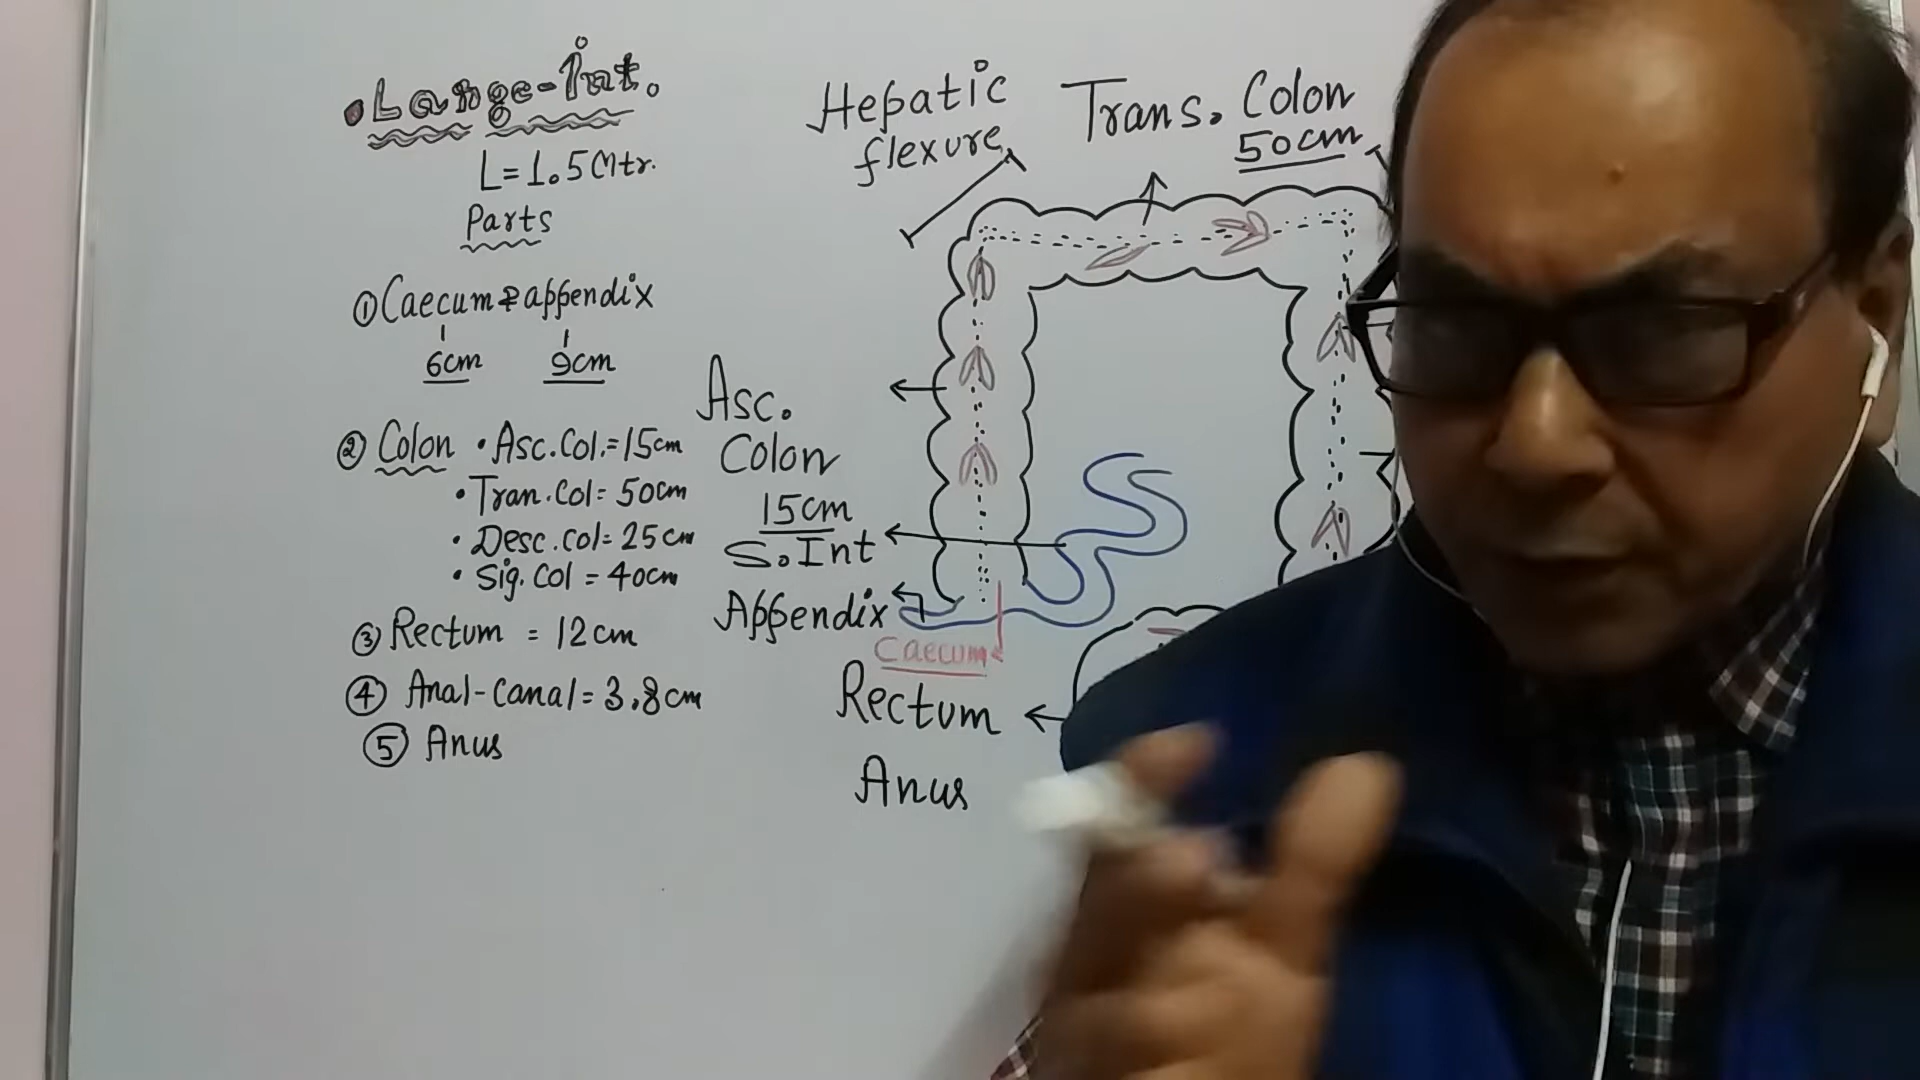 • Large-Int.
L = 1.5 Mtr.
Parts
① Caecum & appendix
6cm 9cm
② Colon • Asc. Col. = 15cm
• Tran. Col = 50cm
• Desc. Col = 25cm
• Sig. Col = 40cm
③ Rectum = 12cm
④ Anal-Canal = 3.8cm
⑤ Anus
Hepatic
flexure
Trans. Colon
50cm
Asc.
Colon
15cm
S. Int
Appendix
Caecum
Rectum
Anus